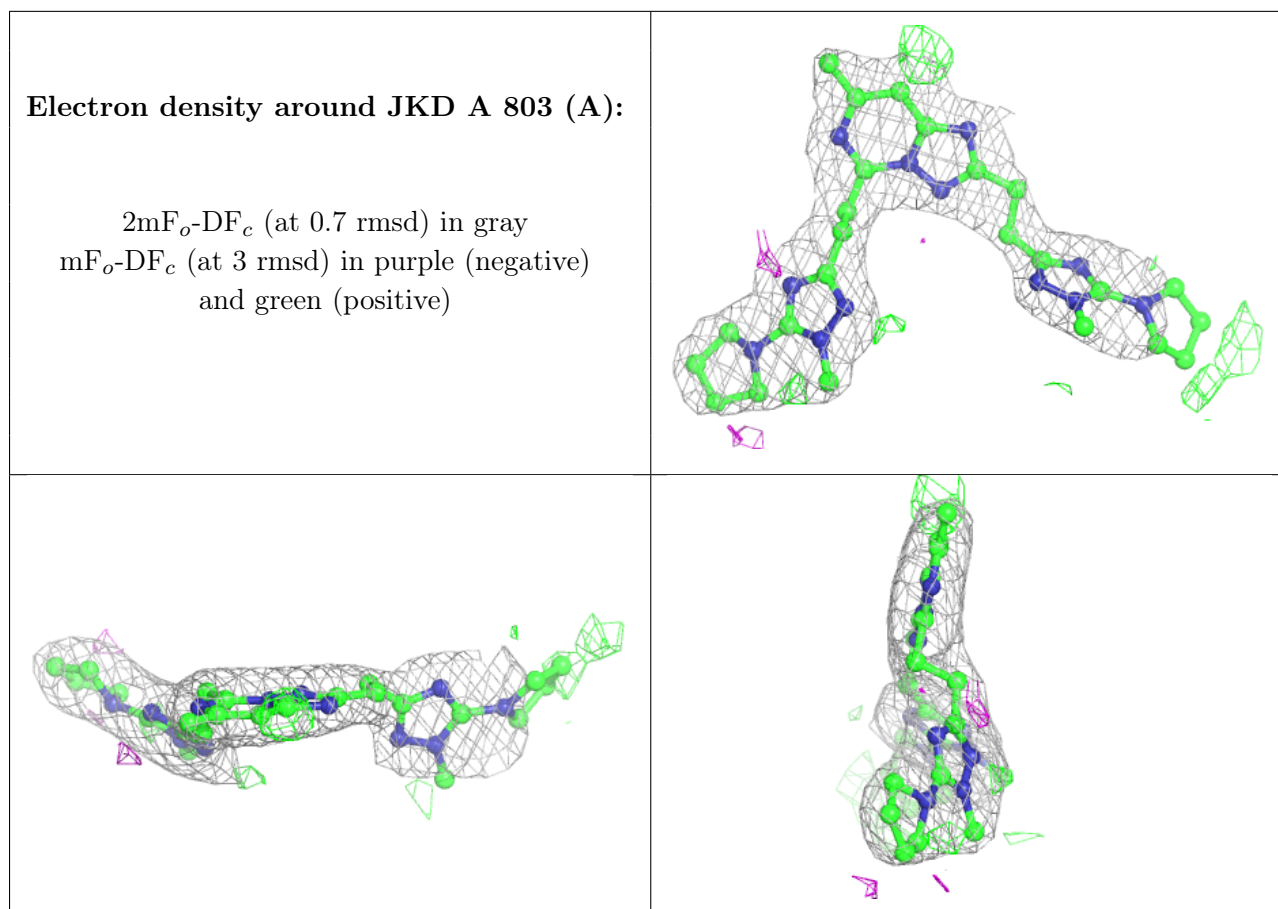 Electron density around JKD A 803 (A):
2mFo-DFc (at 0.7 rmsd) in gray
mFo-DFc (at 3 rmsd) in purple (negative)
and green (positive)